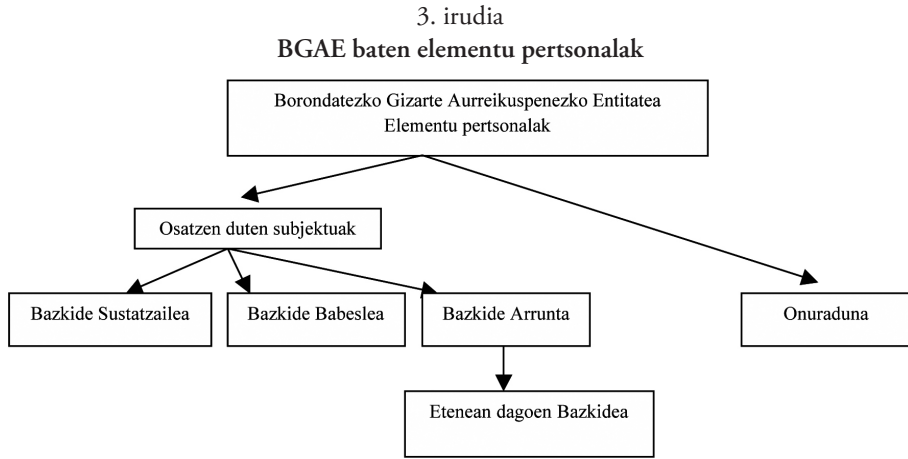 3. irudia
BGAE baten elementu pertsonalak
Borondatezko Gizarte Aurreikuspenezko Entitatea
Elementu pertsonalak
Osatzen duten subjektuak
Bazkide Sustatzailea
Bazkide Babeslea
Bazkide Arrunta
Onuraduna
Etenean dagoen Bazkidea